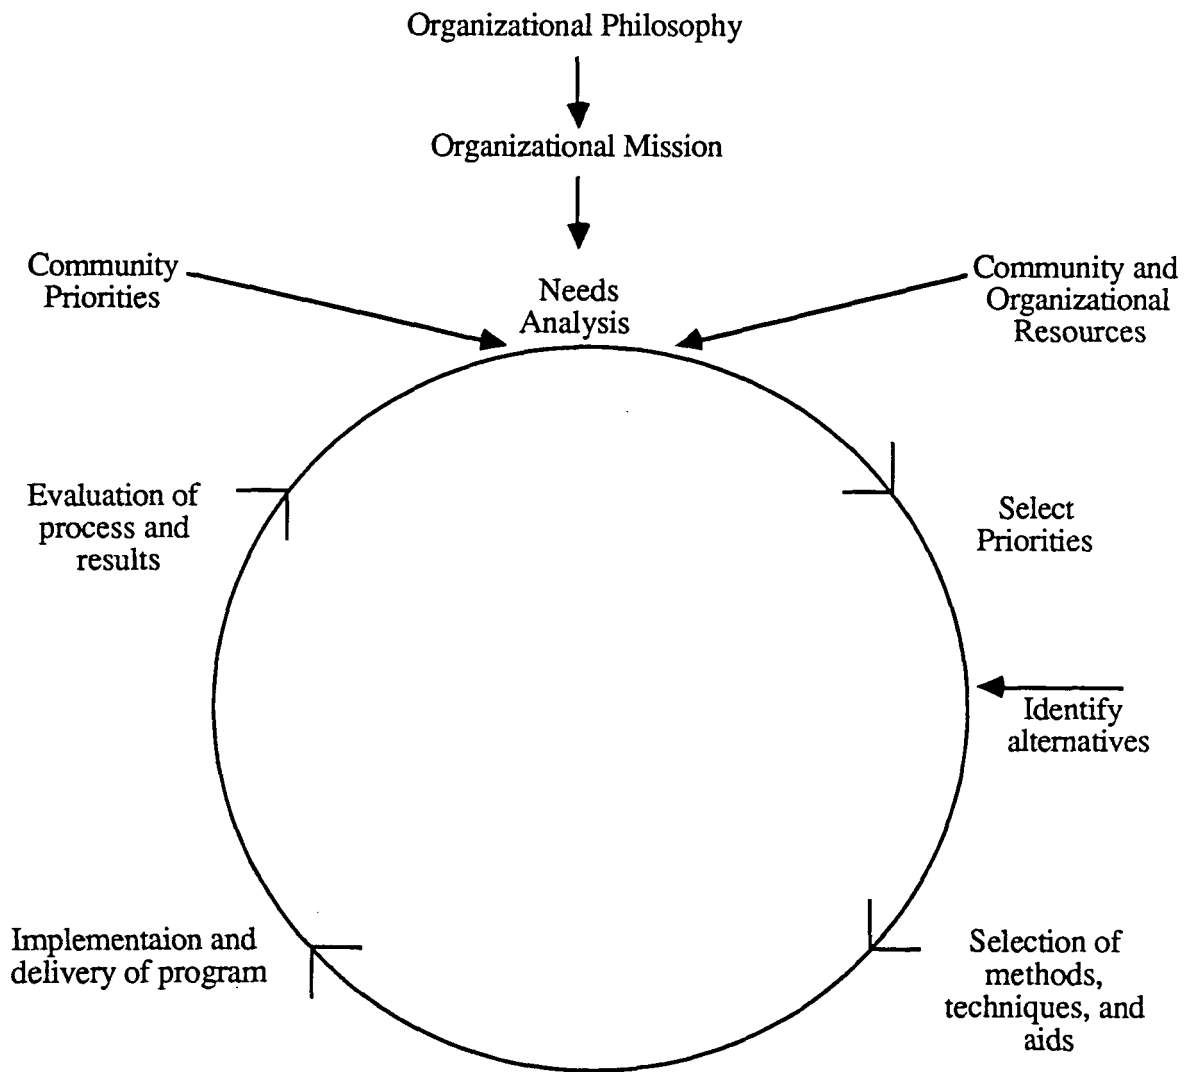 Organizational Philosophy
Organizational Mission
Community
Priorities
Needs
Analysis
Community and
Organizational
Resources
Evaluation of
process and
results
Select
Priorities
Identify
alternatives
Implementaion and
delivery of program
Selection of
methods,
techniques, and
aids